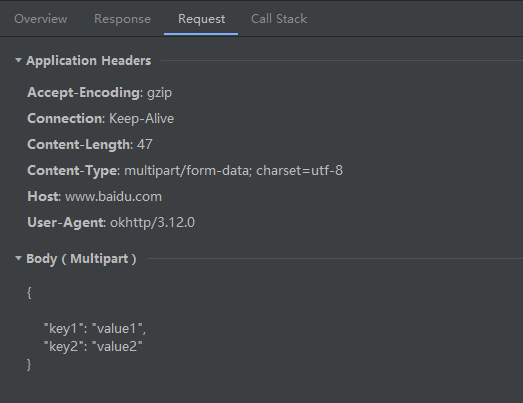 Overview Response Request Call Stack
Application Headers
Accept-Encoding: gzip
Connection: Keep-Alive
Content-Length: 47
Content-Type: multipart/form-data; charset=utf-8
Host: www.baidu.com
User-Agent: okhttp/3.12.0
Body ( Multipart )
{
"key1": "value1",
"key2": "value2"
}